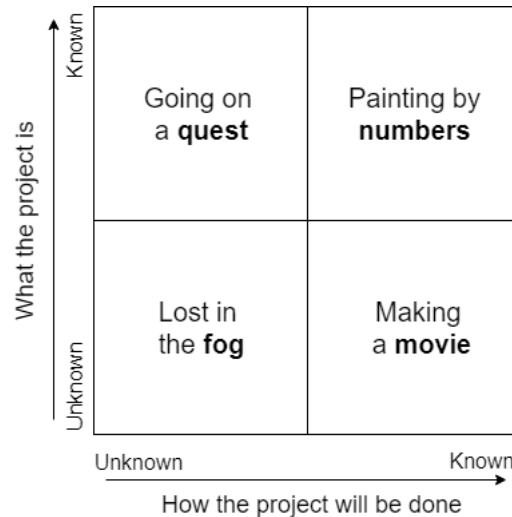 What the project is
Known
Unknown
Going on
a quest
Painting by
numbers
Lost in
the fog
Making
a movie
Unknown
Known
How the project will be done